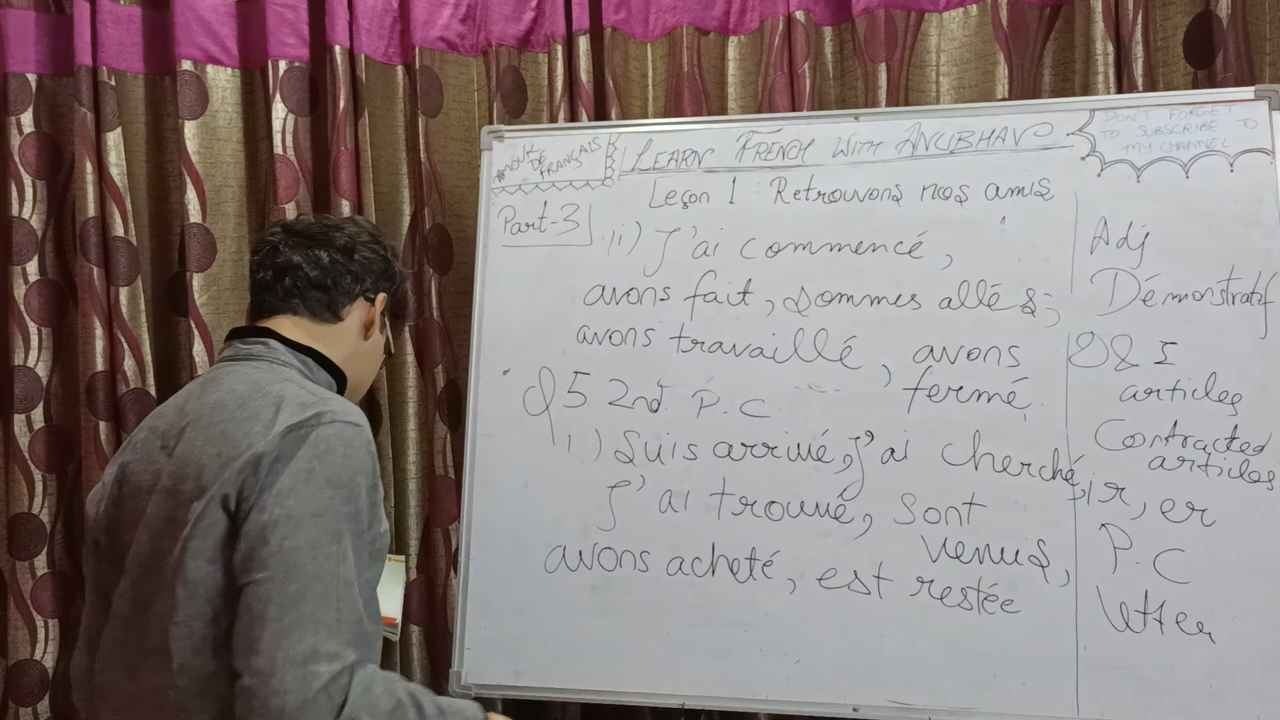 DE FRANÇAIS
LEARN FRENCH WITH ANUBHAV
DON'T FORGET
TO SUBSCRIBE TO
MY CHANNEL
Leçon 1 : Retrouvons nos amis
Part-3
ii) J'ai commencé,
avons fait, sommes allés,
avons travaillé, avons
fermé
Q5 2nd P.C
i) Suis arrivé, J'ai cherché,
J'ai trouvé, sont
venus,
avons acheté, est restée
Adj
Démonstratif
D & I
articles
Contracted
articles
ir, er
P.C
letter